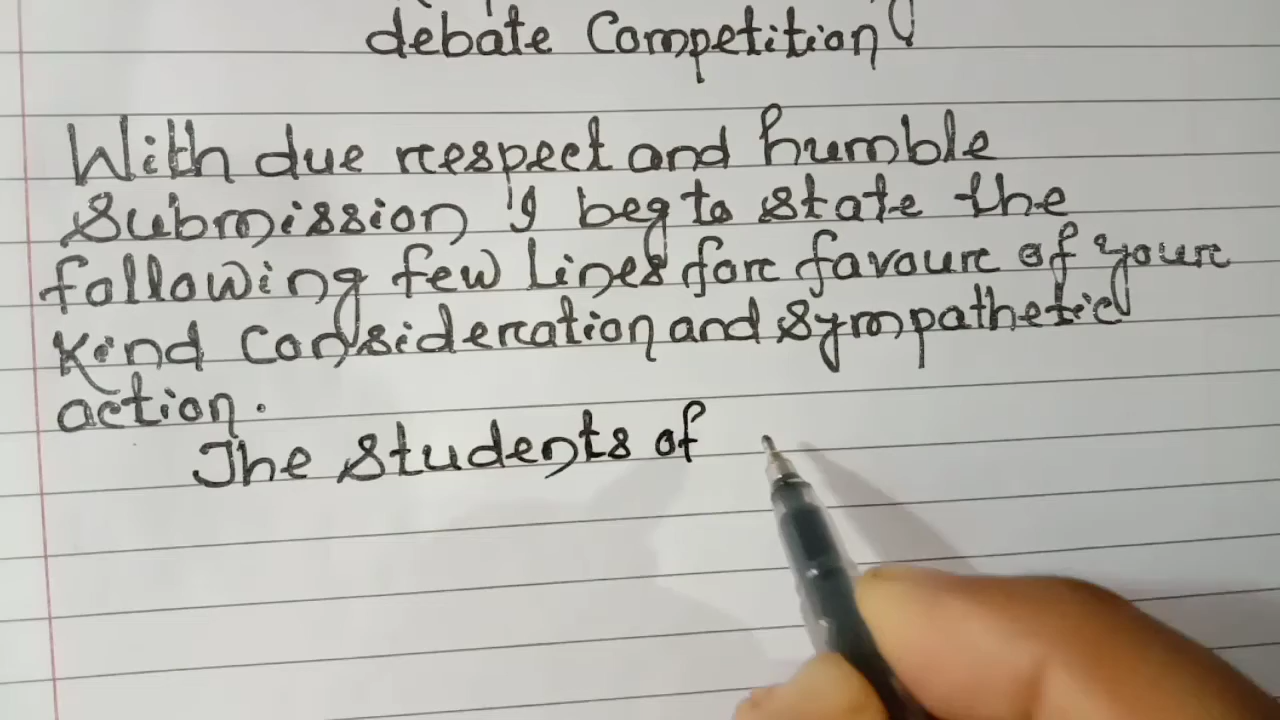 debate Competition
With due respect and humble
Submission I beg to state the
following few lines for favour of your
kind consideration and sympathetic
action.
The Students of